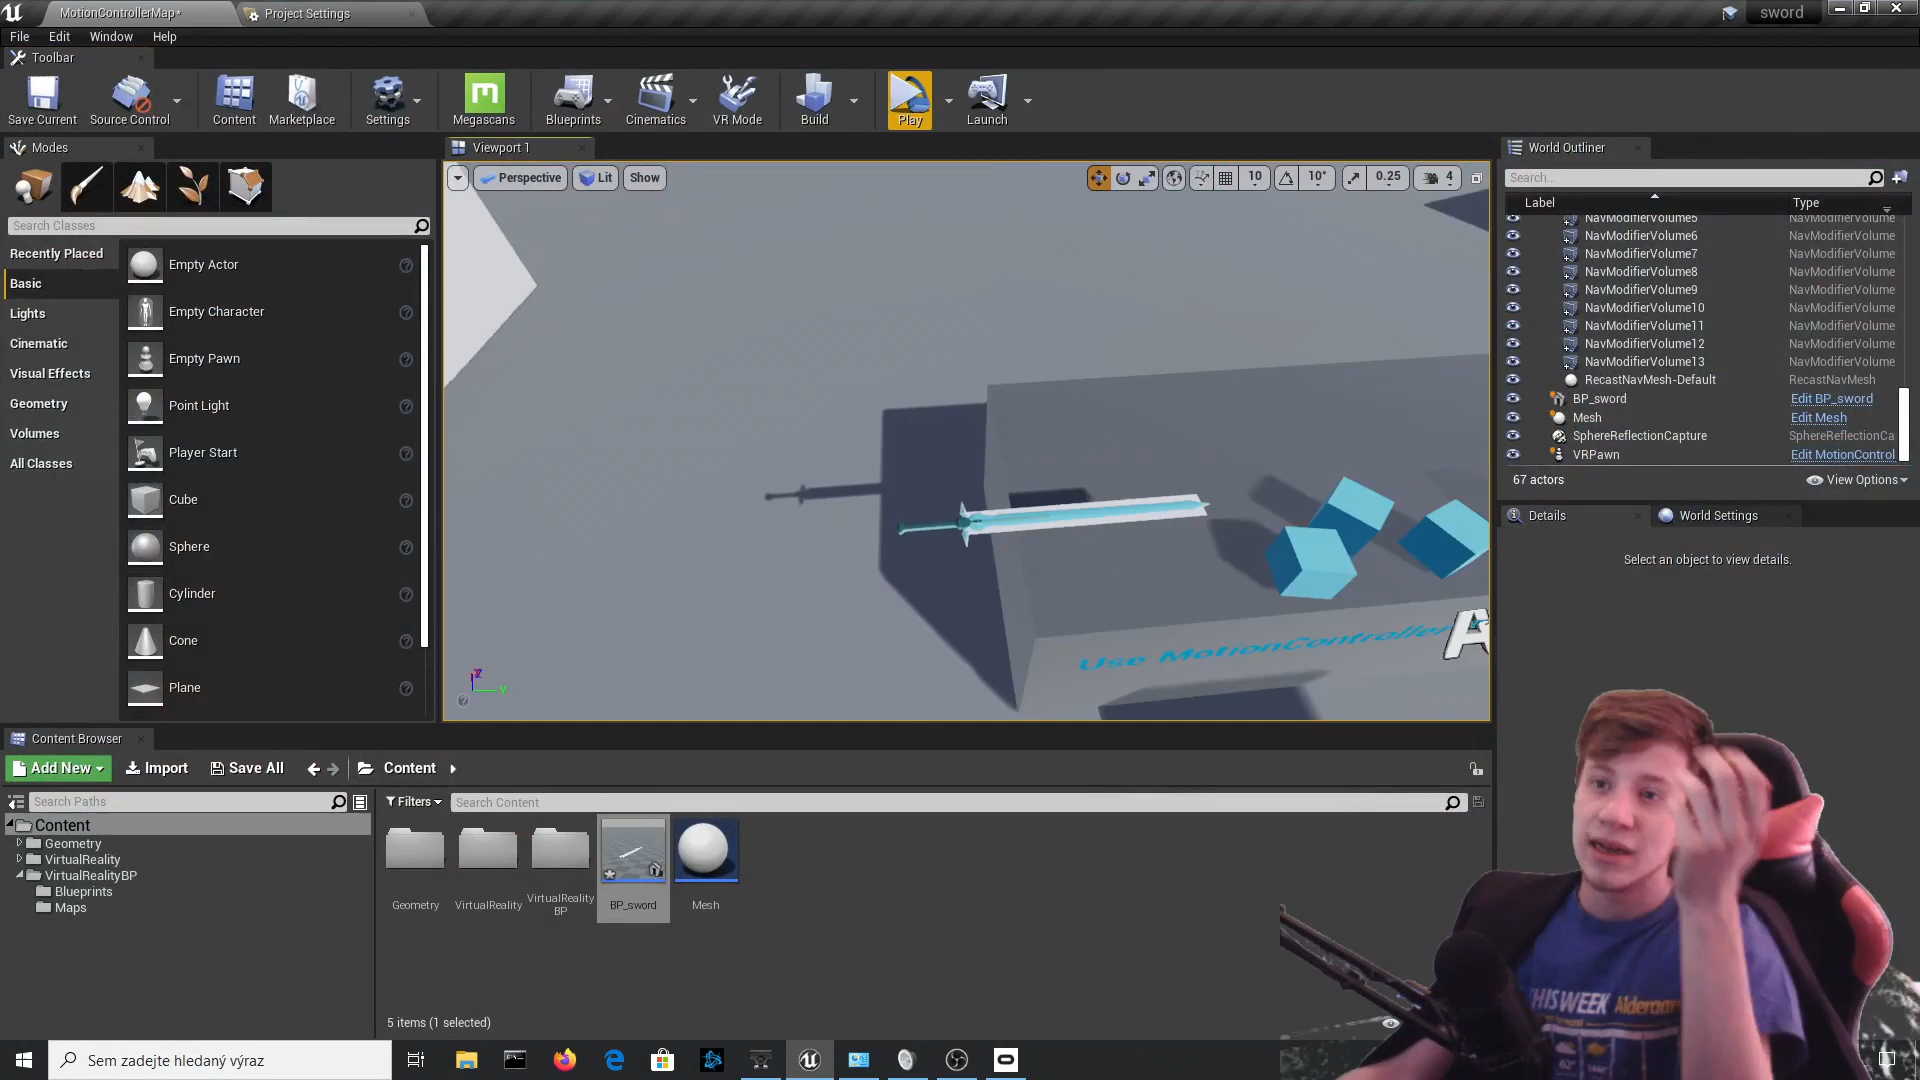 MotionControllerMap*
Project Settings
sword
File
Edit
Window
Help
Toolbar
Save Current
Source Control
Content
Marketplace
Settings
Megascans
Blueprints
Cinematics
VR Mode
Build
Play
Launch
Modes
Search Classes
Recently Placed
Basic
Lights
Cinematic
Visual Effects
Geometry
Volumes
All Classes
Empty Actor
Empty Character
Empty Pawn
Point Light
Player Start
Cube
Sphere
Cylinder
Cone
Plane
Viewport 1
Perspective
Lit
Show
10
10°
0.25
4
Use MotionController
A
Z
Y
World Outliner
Search...
Label
Type
NavModifierVolume5 NavModifierVolume
NavModifierVolume6 NavModifierVolume
NavModifierVolume7 NavModifierVolume
NavModifierVolume8 NavModifierVolume
NavModifierVolume9 NavModifierVolume
NavModifierVolume10 NavModifierVolume
NavModifierVolume11 NavModifierVolume
NavModifierVolume12 NavModifierVolume
NavModifierVolume13 NavModifierVolume
RecastNavMesh-Default RecastNavMesh
BP_sword Edit BP_sword
Mesh Edit Mesh
SphereReflectionCapture SphereReflectionCa
VRPawn Edit MotionControl
67 actors
View Options
Details
World Settings
Select an object to view details.
Content Browser
Add New
Import
Save All
Content
Search Paths
Content
Geometry
VirtualReality
VirtualRealityBP
Blueprints
Maps
Filters
Search Content
Geometry
VirtualReality
VirtualReality
BP
BP_sword
Mesh
5 items (1 selected)
THIS WEEK
Sem zadejte hledaný výraz